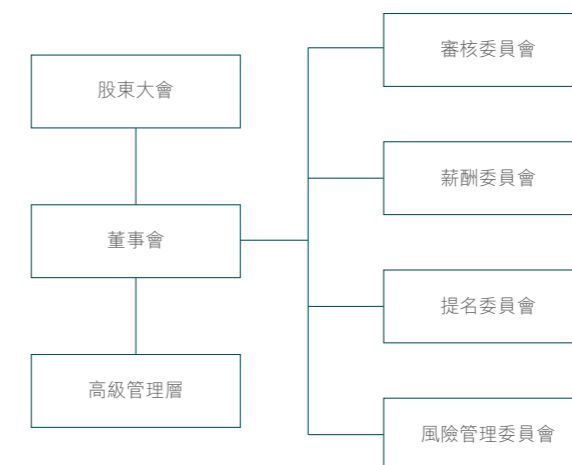 股東大會
董事會
高級管理層
審核委員會
薪酬委員會
提名委員會
風險管理委員會